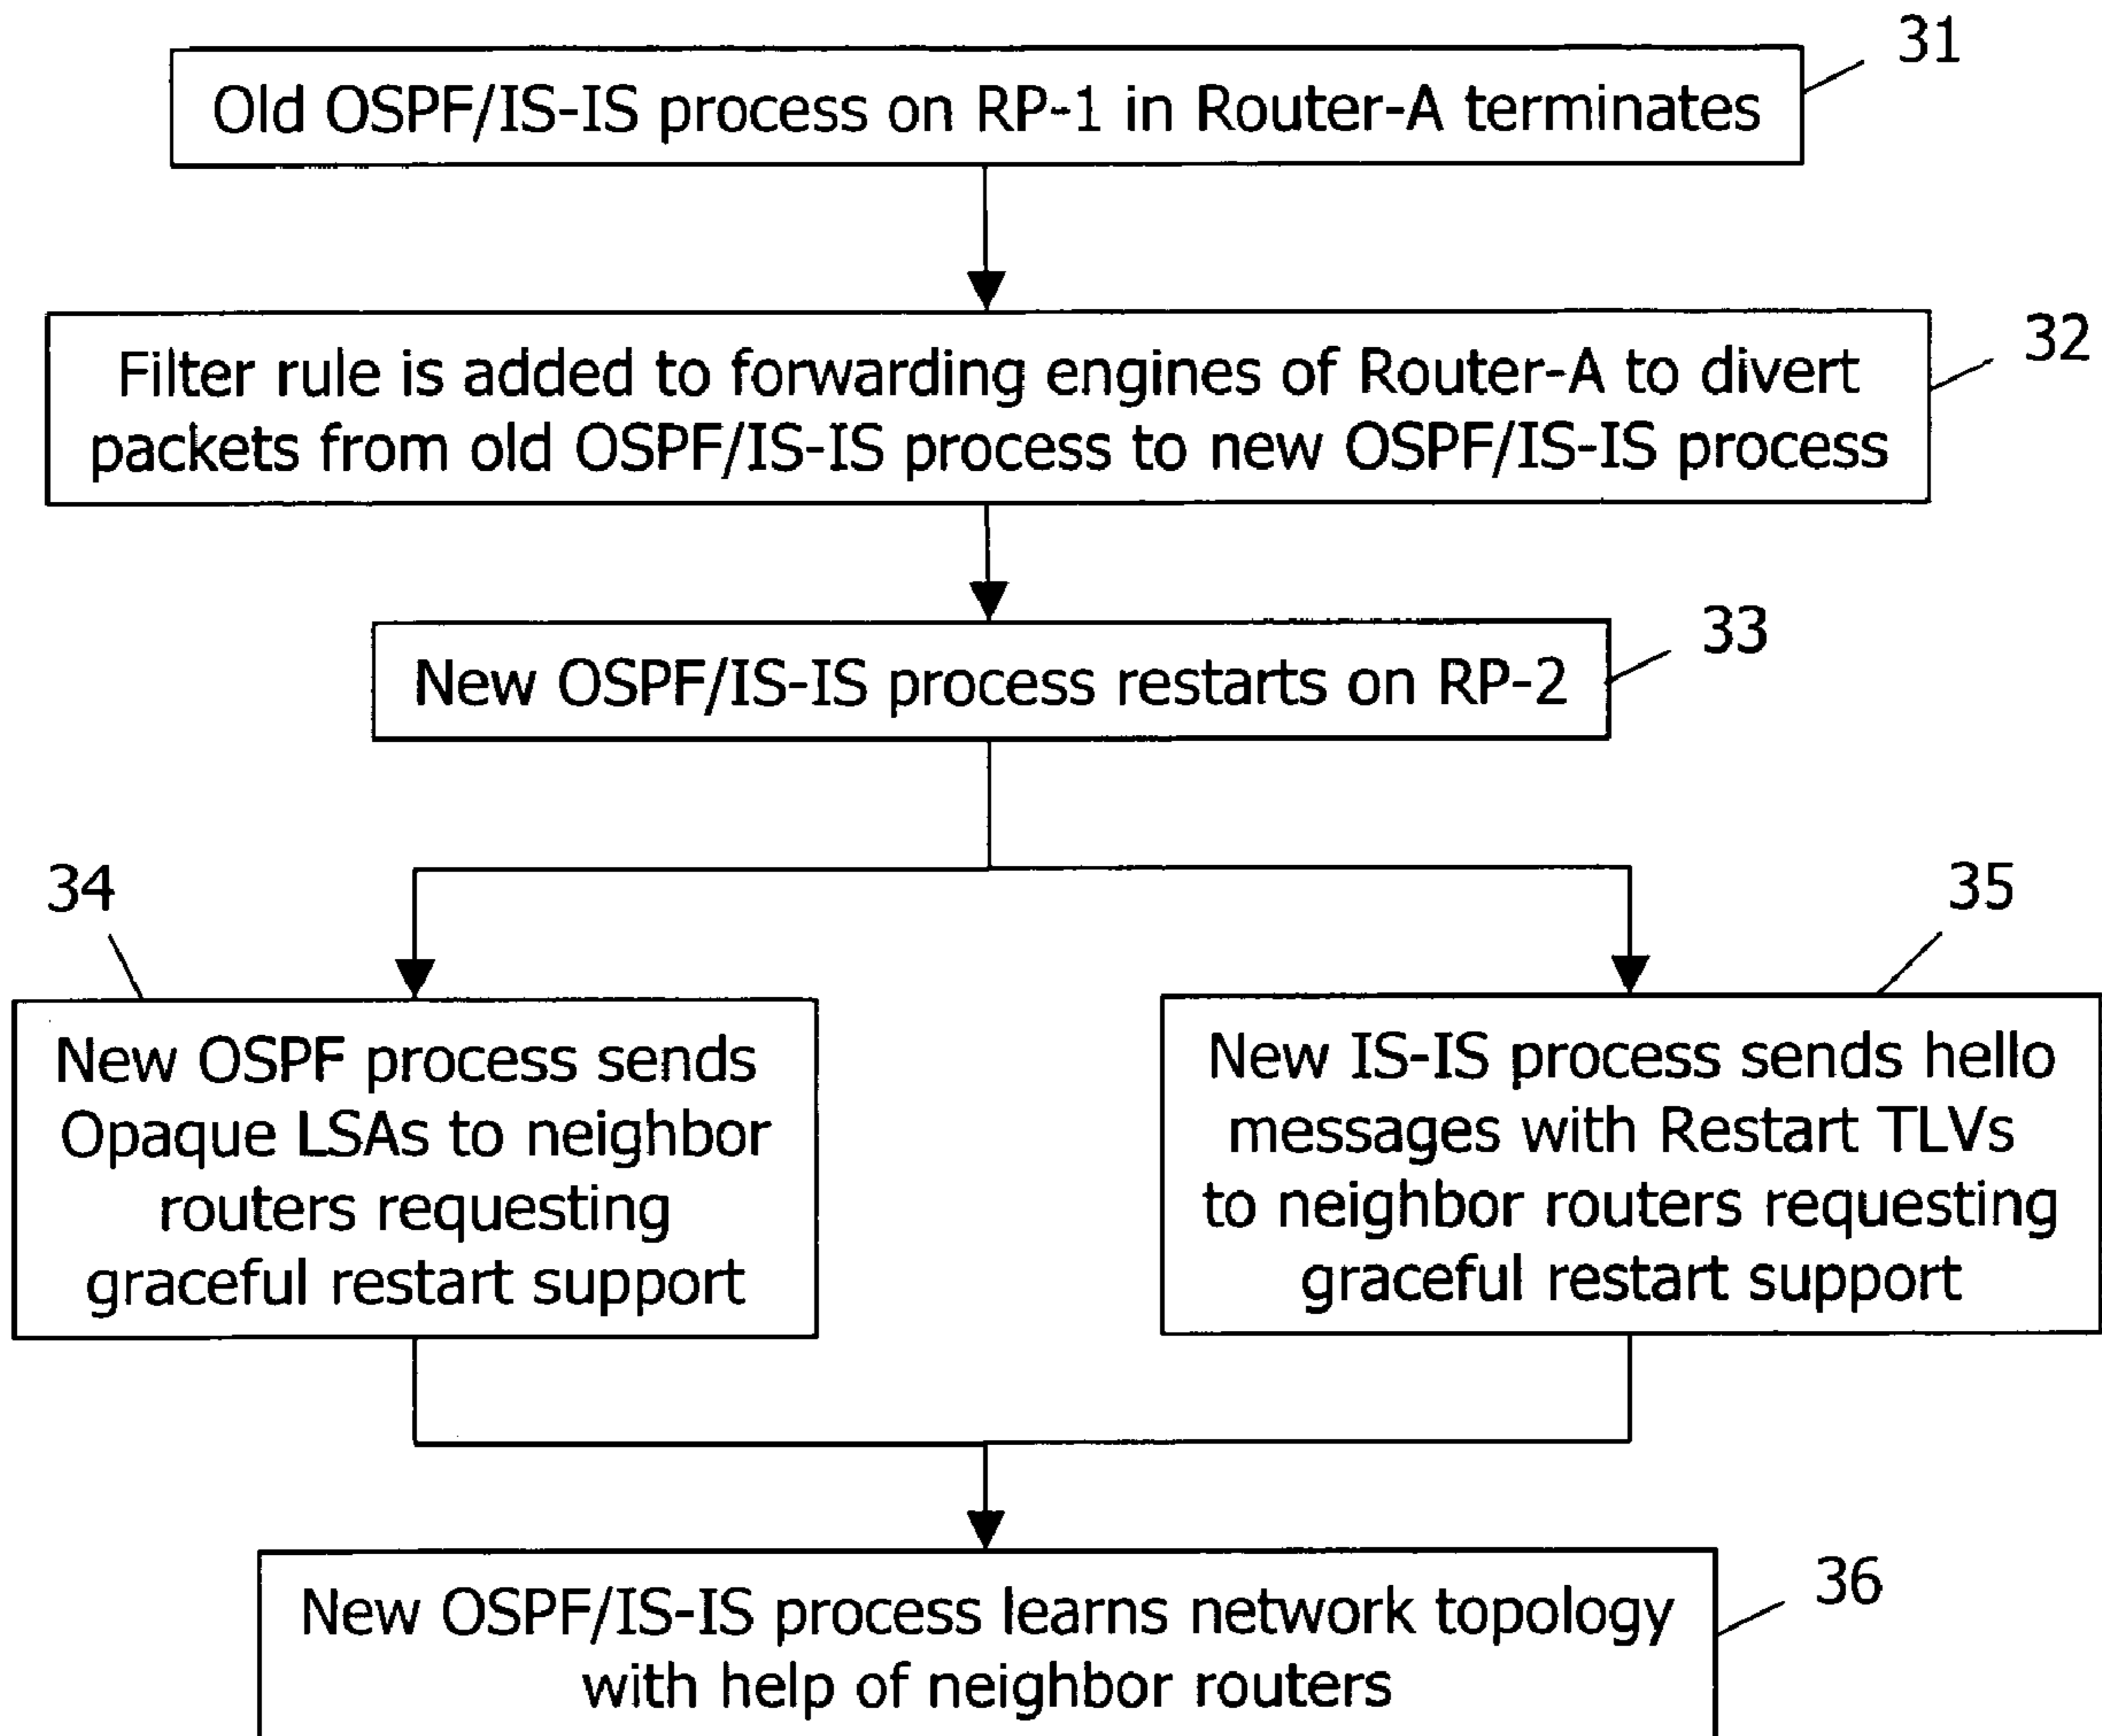 31
Old OSPF/IS-IS process on RP-1 in Router-A terminates
32
Filter rule is added to forwarding engines of Router-A to divert
packets from old OSPF/IS-IS process to new OSPF/IS-IS process
33
New OSPF/IS-IS process restarts on RP-2
34
New OSPF process sends
Opaque LSAs to neighbor
routers requesting
graceful restart support
35
New IS-IS process sends hello
messages with Restart TLVs
to neighbor routers requesting
graceful restart support
36
New OSPF/IS-IS process learns network topology
with help of neighbor routers